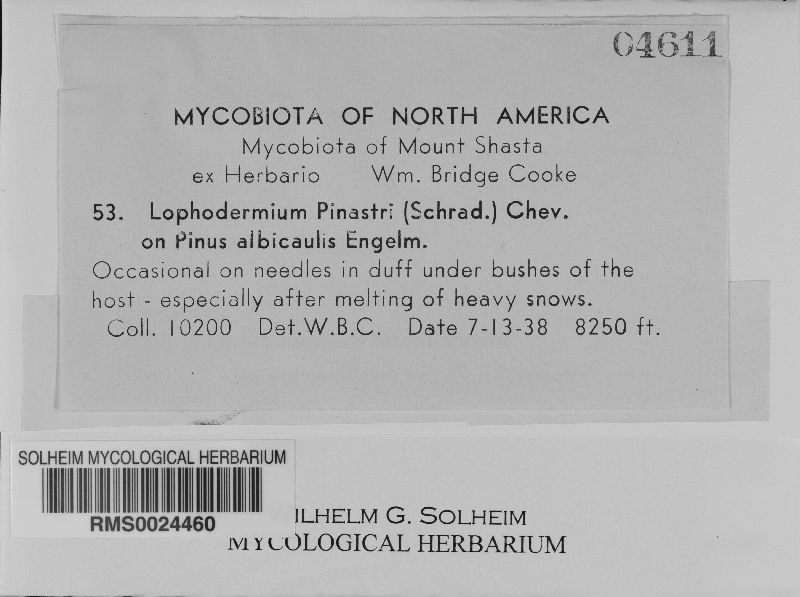 04611
MYCOBIOTA OF NORTH AMERICA
Mycobiota of Mount Shasta
ex Herbario Wm. Bridge Cooke
53. Lophodermium Pinastri (Schrad.) Chev.
on Pinus albicaulis Engelm.
Occasional on needles in duff under bushes of the
host - especially after melting of heavy snows.
Coll. 10200 Det.W.B.C. Date 7-13-38 8250 ft.
SOLHEIM MYCOLOGICAL HERBARIUM
RMS0024460
ILHELM G. SOLHEIM
MYCOLOGICAL HERBARIUM